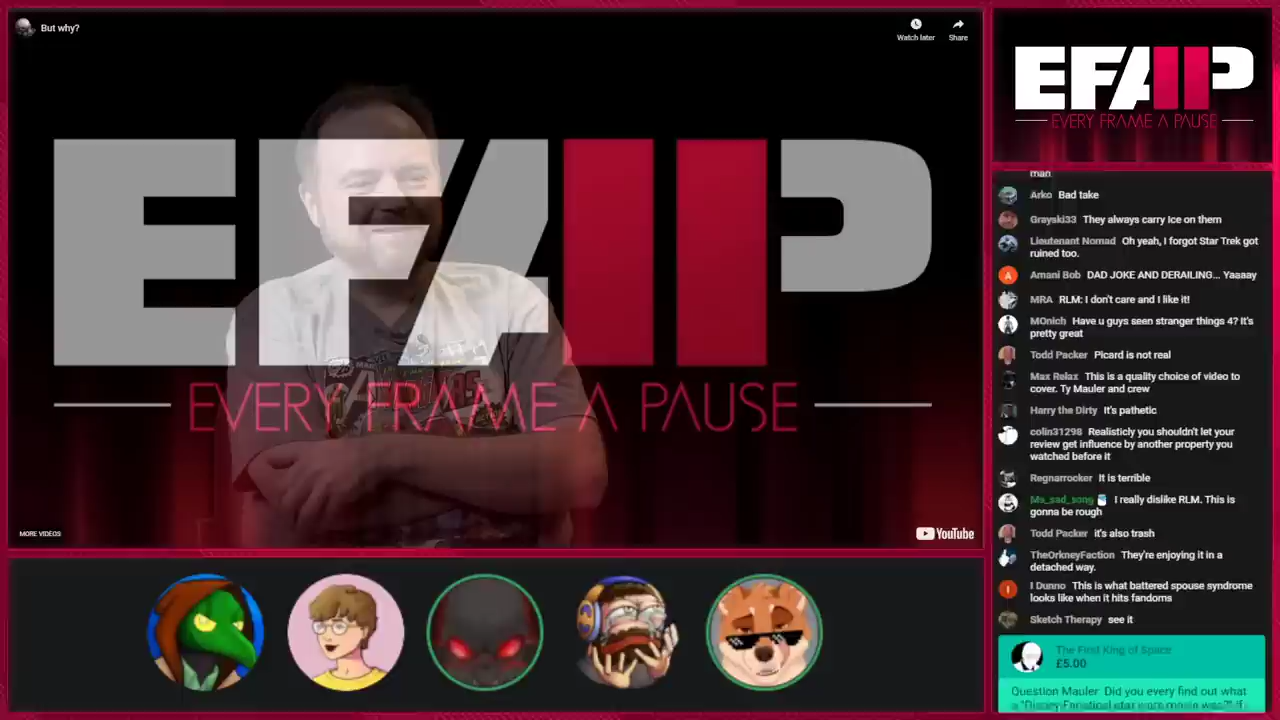 But why?
Watch later
Share
EFAP
EVERY FRAME A PAUSE
MORE VIDEOS
YouTube
EFAP
EVERY FRAME A PAUSE
man
Arko Bad take
Grayski33 They always carry Ice on them
Lieutenant Nomad Oh yeah, I forgot Star Trek got
ruined too.
A
Amani Bob DAD JOKE AND DERAILING... Yaaaay
MRA RLM: I don't care and I like it!
MOnich Have u guys seen stranger things 4? It's
pretty great
Todd Packer Picard is not real
Max Relax This is a quality choice of video to
cover. Ty Mauler and crew
Harry the Dirty It's pathetic
colin31298 Realisticly you shouldn't let your
review get influence by another property you
watched before it
Regnarrocker It is terrible
Ms_sad_song I really dislike RLM. This is
gonna be rough
Todd Packer it's also trash
TheOrkneyFaction They're enjoying it in a
detached way.
I
I Dunno This is what battered spouse syndrome
looks like when it hits fandoms
Sketch Therapy see it
The First King of Space
£5.00
Question Mauler Did you every find out what